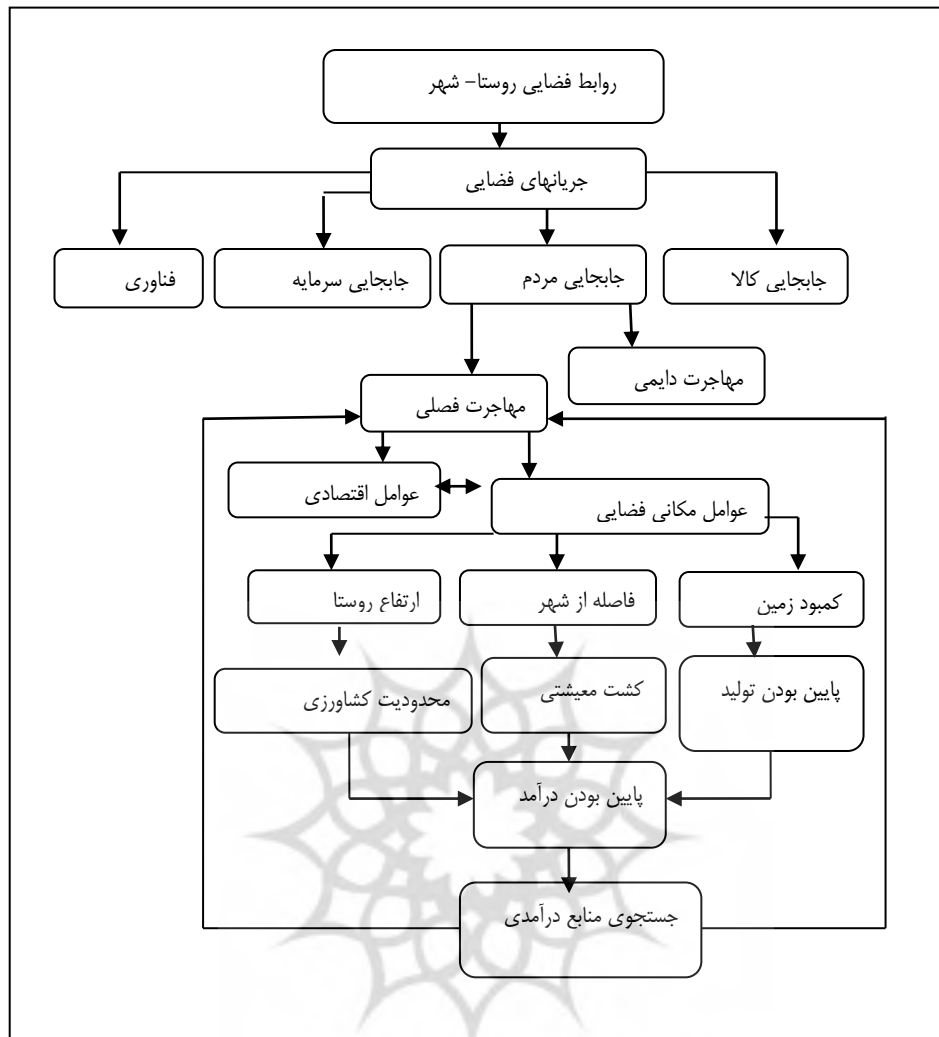 روابط فضایی روستا- شهر
جریانهای فضایی
جابجایی کالا
جابجایی مردم
جابجایی سرمایه
فناوری
مهاجرت دایمی
مهاجرت فصلی
عوامل اقتصادی
عوامل مکانی فضایی
کمبود زمین
فاصله از شهر
ارتفاع روستا
پایین بودن تولید
کشت معیشتی
محدودیت کشاورزی
پایین بودن درآمد
جستجوی منابع درآمدی